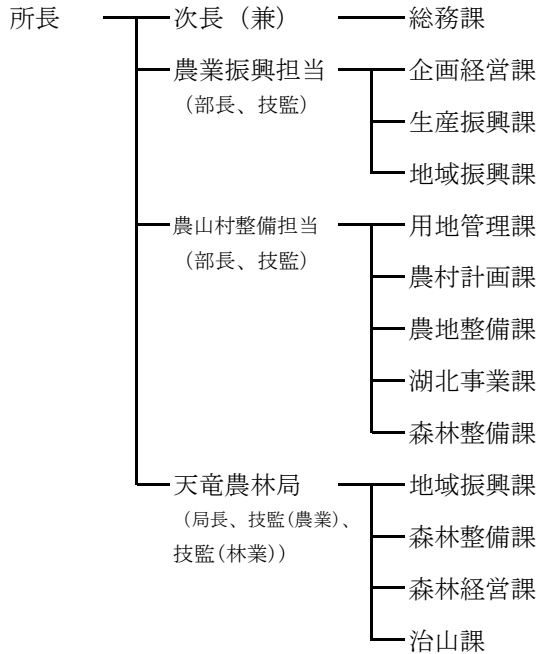 所長 次長（兼） 総務課
農業振興担当 企画経営課
（部長、技監）
生産振興課
地域振興課
農山村整備担当 用地管理課
（部長、技監）
農村計画課
農地整備課
湖北事業課
森林整備課
天竜農林局 地域振興課
（局長、技監(農業)、
森林整備課
技監(林業)）
森林経営課
治山課